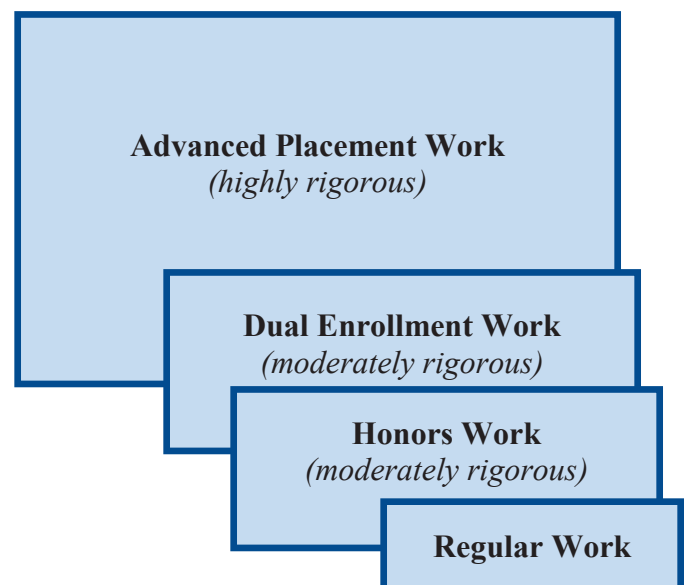 Advanced Placement Work
(highly rigorous)
Dual Enrollment Work
(moderately rigorous)
Honors Work
(moderately rigorous)
Regular Work